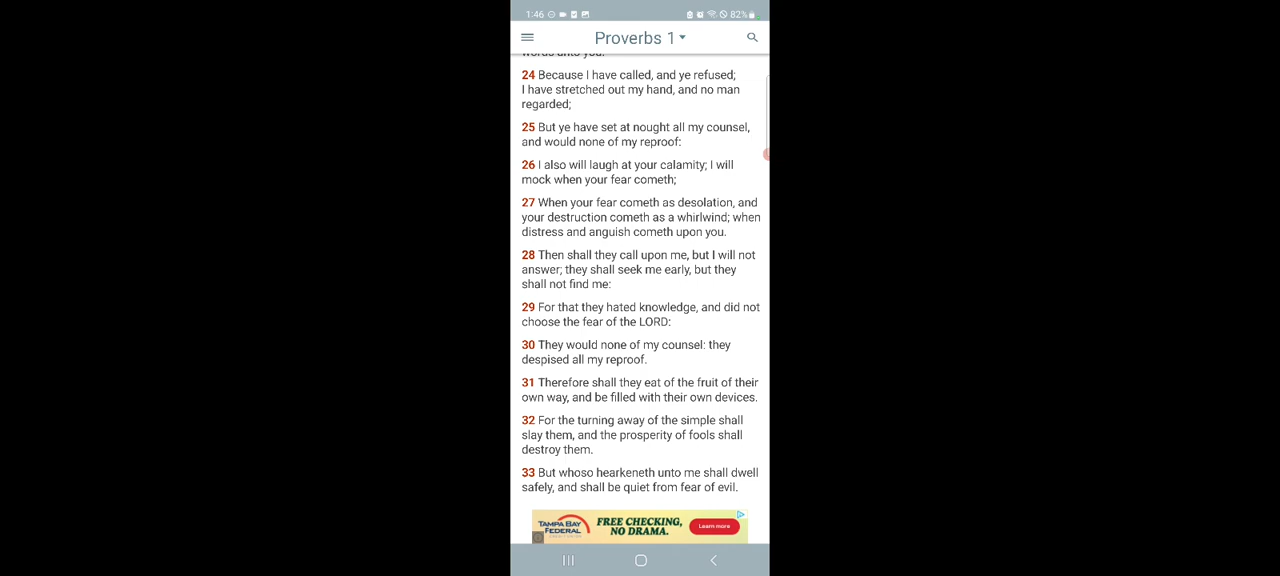 1:46
82%
Proverbs 1
words unto you.
24 Because I have called, and ye refused;
I have stretched out my hand, and no man
regarded;
25 But ye have set at nought all my counsel,
and would none of my reproof:
26 I also will laugh at your calamity; I will
mock when your fear cometh;
27 When your fear cometh as desolation, and
your destruction cometh as a whirlwind; when
distress and anguish cometh upon you.
28 Then shall they call upon me, but I will not
answer; they shall seek me early, but they
shall not find me:
29 For that they hated knowledge, and did not
choose the fear of the LORD:
30 They would none of my counsel: they
despised all my reproof.
31 Therefore shall they eat of the fruit of their
own way, and be filled with their own devices.
32 For the turning away of the simple shall
slay them, and the prosperity of fools shall
destroy them.
33 But whoso hearkeneth unto me shall dwell
safely, and shall be quiet from fear of evil.
TAMPA BAY
FEDERAL
FREE CHECKING,
NO DRAMA.
Learn more